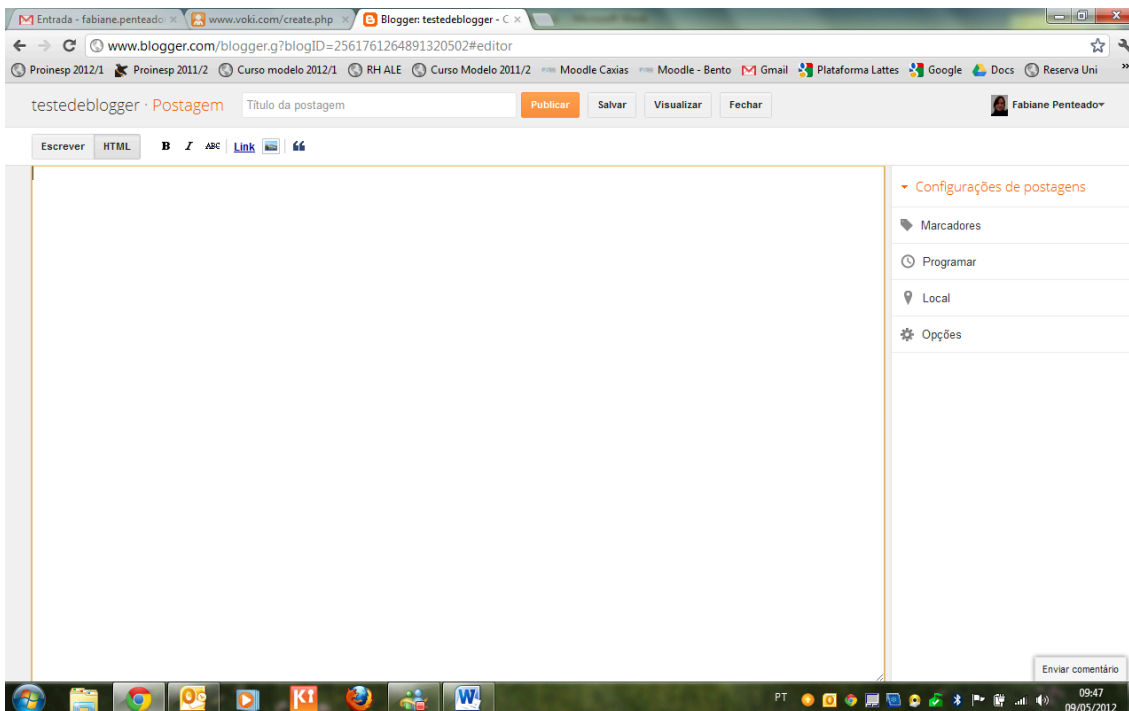 Entrada - fabiane.penteado
www.voki.com/create.php
Blogger: testedeblogger - C
www.blogger.com/blogger.g?blogID=2561761264891320502#editor
Proinesp 2012/1 Proinesp 2011/2 Curso modelo 2012/1 RH ALE Curso Modelo 2011/2 Moodle Caxias Moodle - Bento Gmail Plataforma Lattes Google Docs Reserva Uni »
testedeblogger · Postagem Título da postagem Publicar Salvar Visualizar Fechar Fabiane Penteado
Escrever HTML B I ABC Link
Configurações de postagens
Marcadores
Programar
Local
Opções
Enviar comentário
PT 09:47
09/05/2012